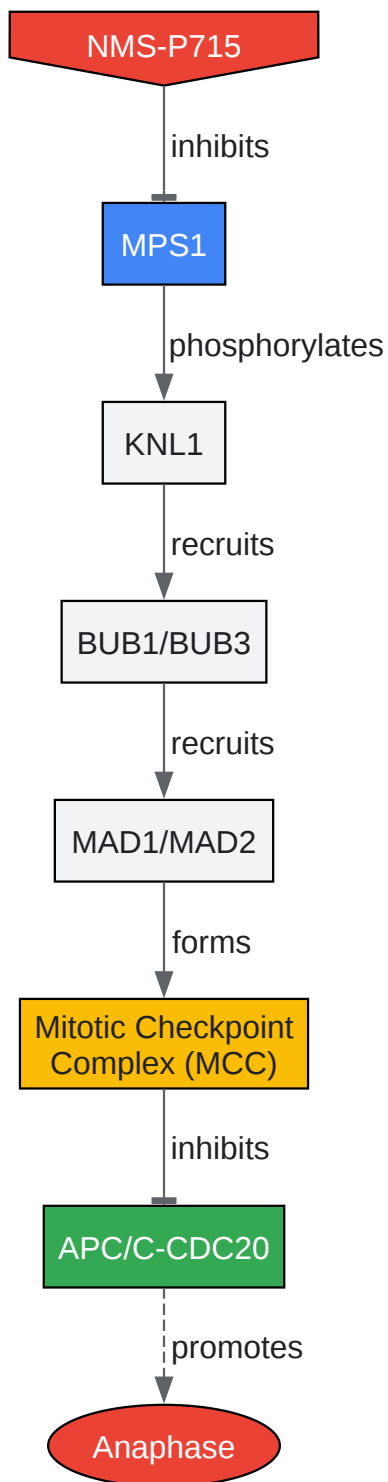 NMS-P715
inhibits
MPS1
phosphorylates
KNL1
recruits
BUB1/BUB3
recruits
MAD1/MAD2
forms
Mitotic Checkpoint
Complex (MCC)
inhibits
APC/C-CDC20
promotes
Anaphase